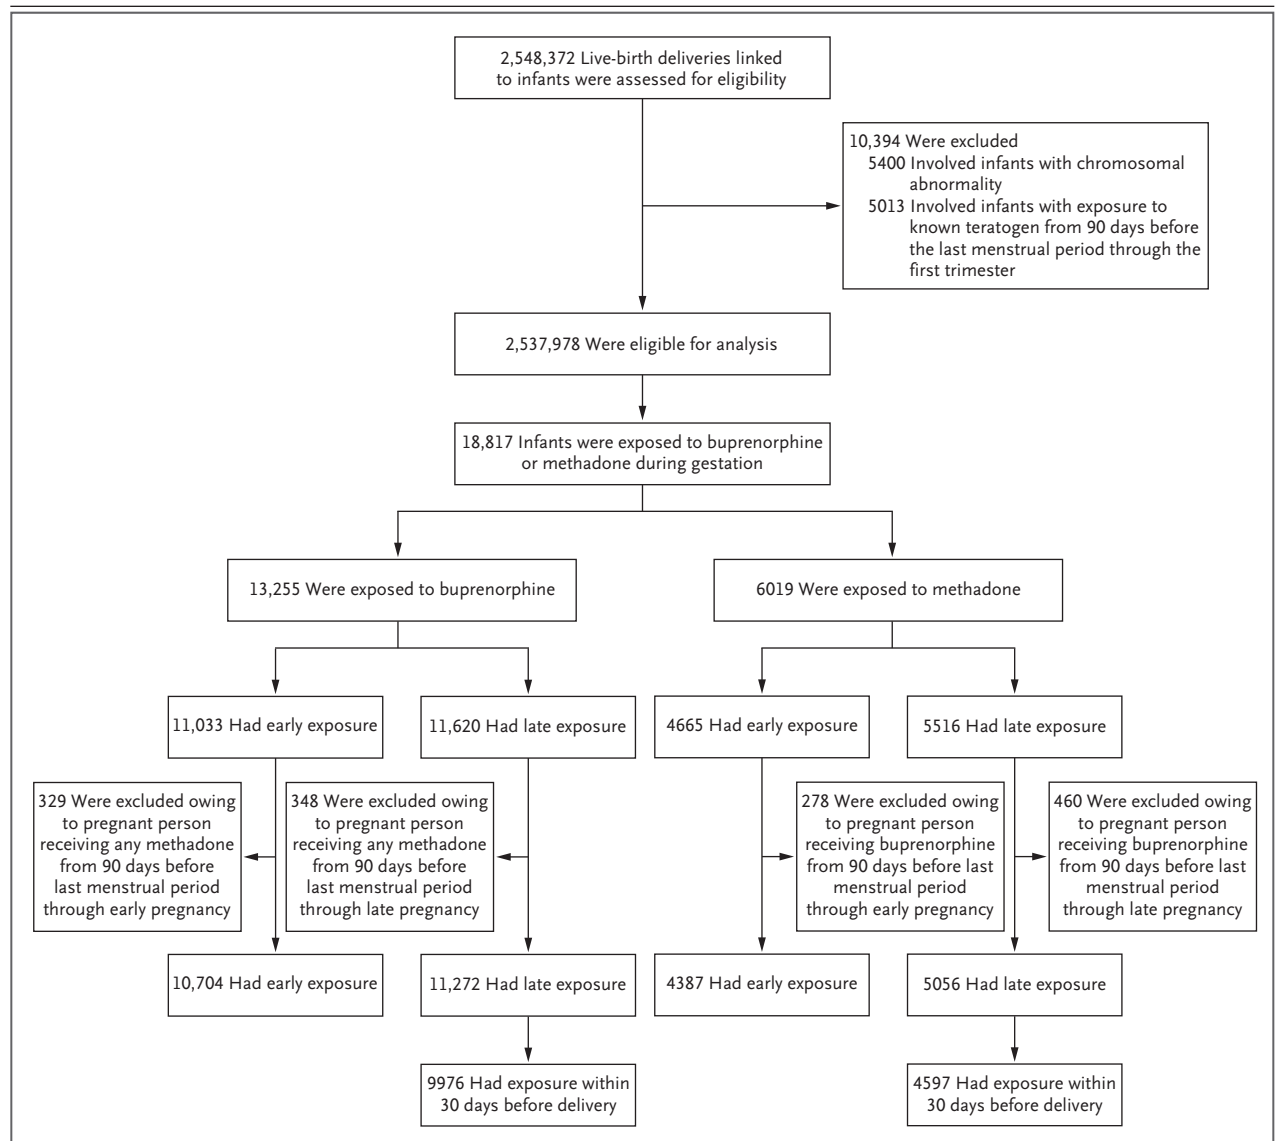 2,548,372 Live-birth deliveries linked
to infants were assessed for eligibility
10,394 Were excluded
5400 Involved infants with chromosomal
abnormality
5013 Involved infants with exposure to
known teratogen from 90 days before
the last menstrual period through the
first trimester
2,537,978 Were eligible for analysis
18,817 Infants were exposed to buprenorphine
or methadone during gestation
13,255 Were exposed to buprenorphine
6019 Were exposed to methadone
11,033 Had early exposure
11,620 Had late exposure
4665 Had early exposure
5516 Had late exposure
329 Were excluded owing
to pregnant person
receiving any methadone
from 90 days before
last menstrual period
through early pregnancy
348 Were excluded owing
to pregnant person
receiving any methadone
from 90 days before
last menstrual period
through late pregnancy
278 Were excluded owing
to pregnant person
receiving buprenorphine
from 90 days before last
menstrual period
through early pregnancy
460 Were excluded owing
to pregnant person
receiving buprenorphine
from 90 days before last
menstrual period
through late pregnancy
10,704 Had early exposure
11,272 Had late exposure
4387 Had early exposure
5056 Had late exposure
9976 Had exposure within
30 days before delivery
4597 Had exposure within
30 days before delivery